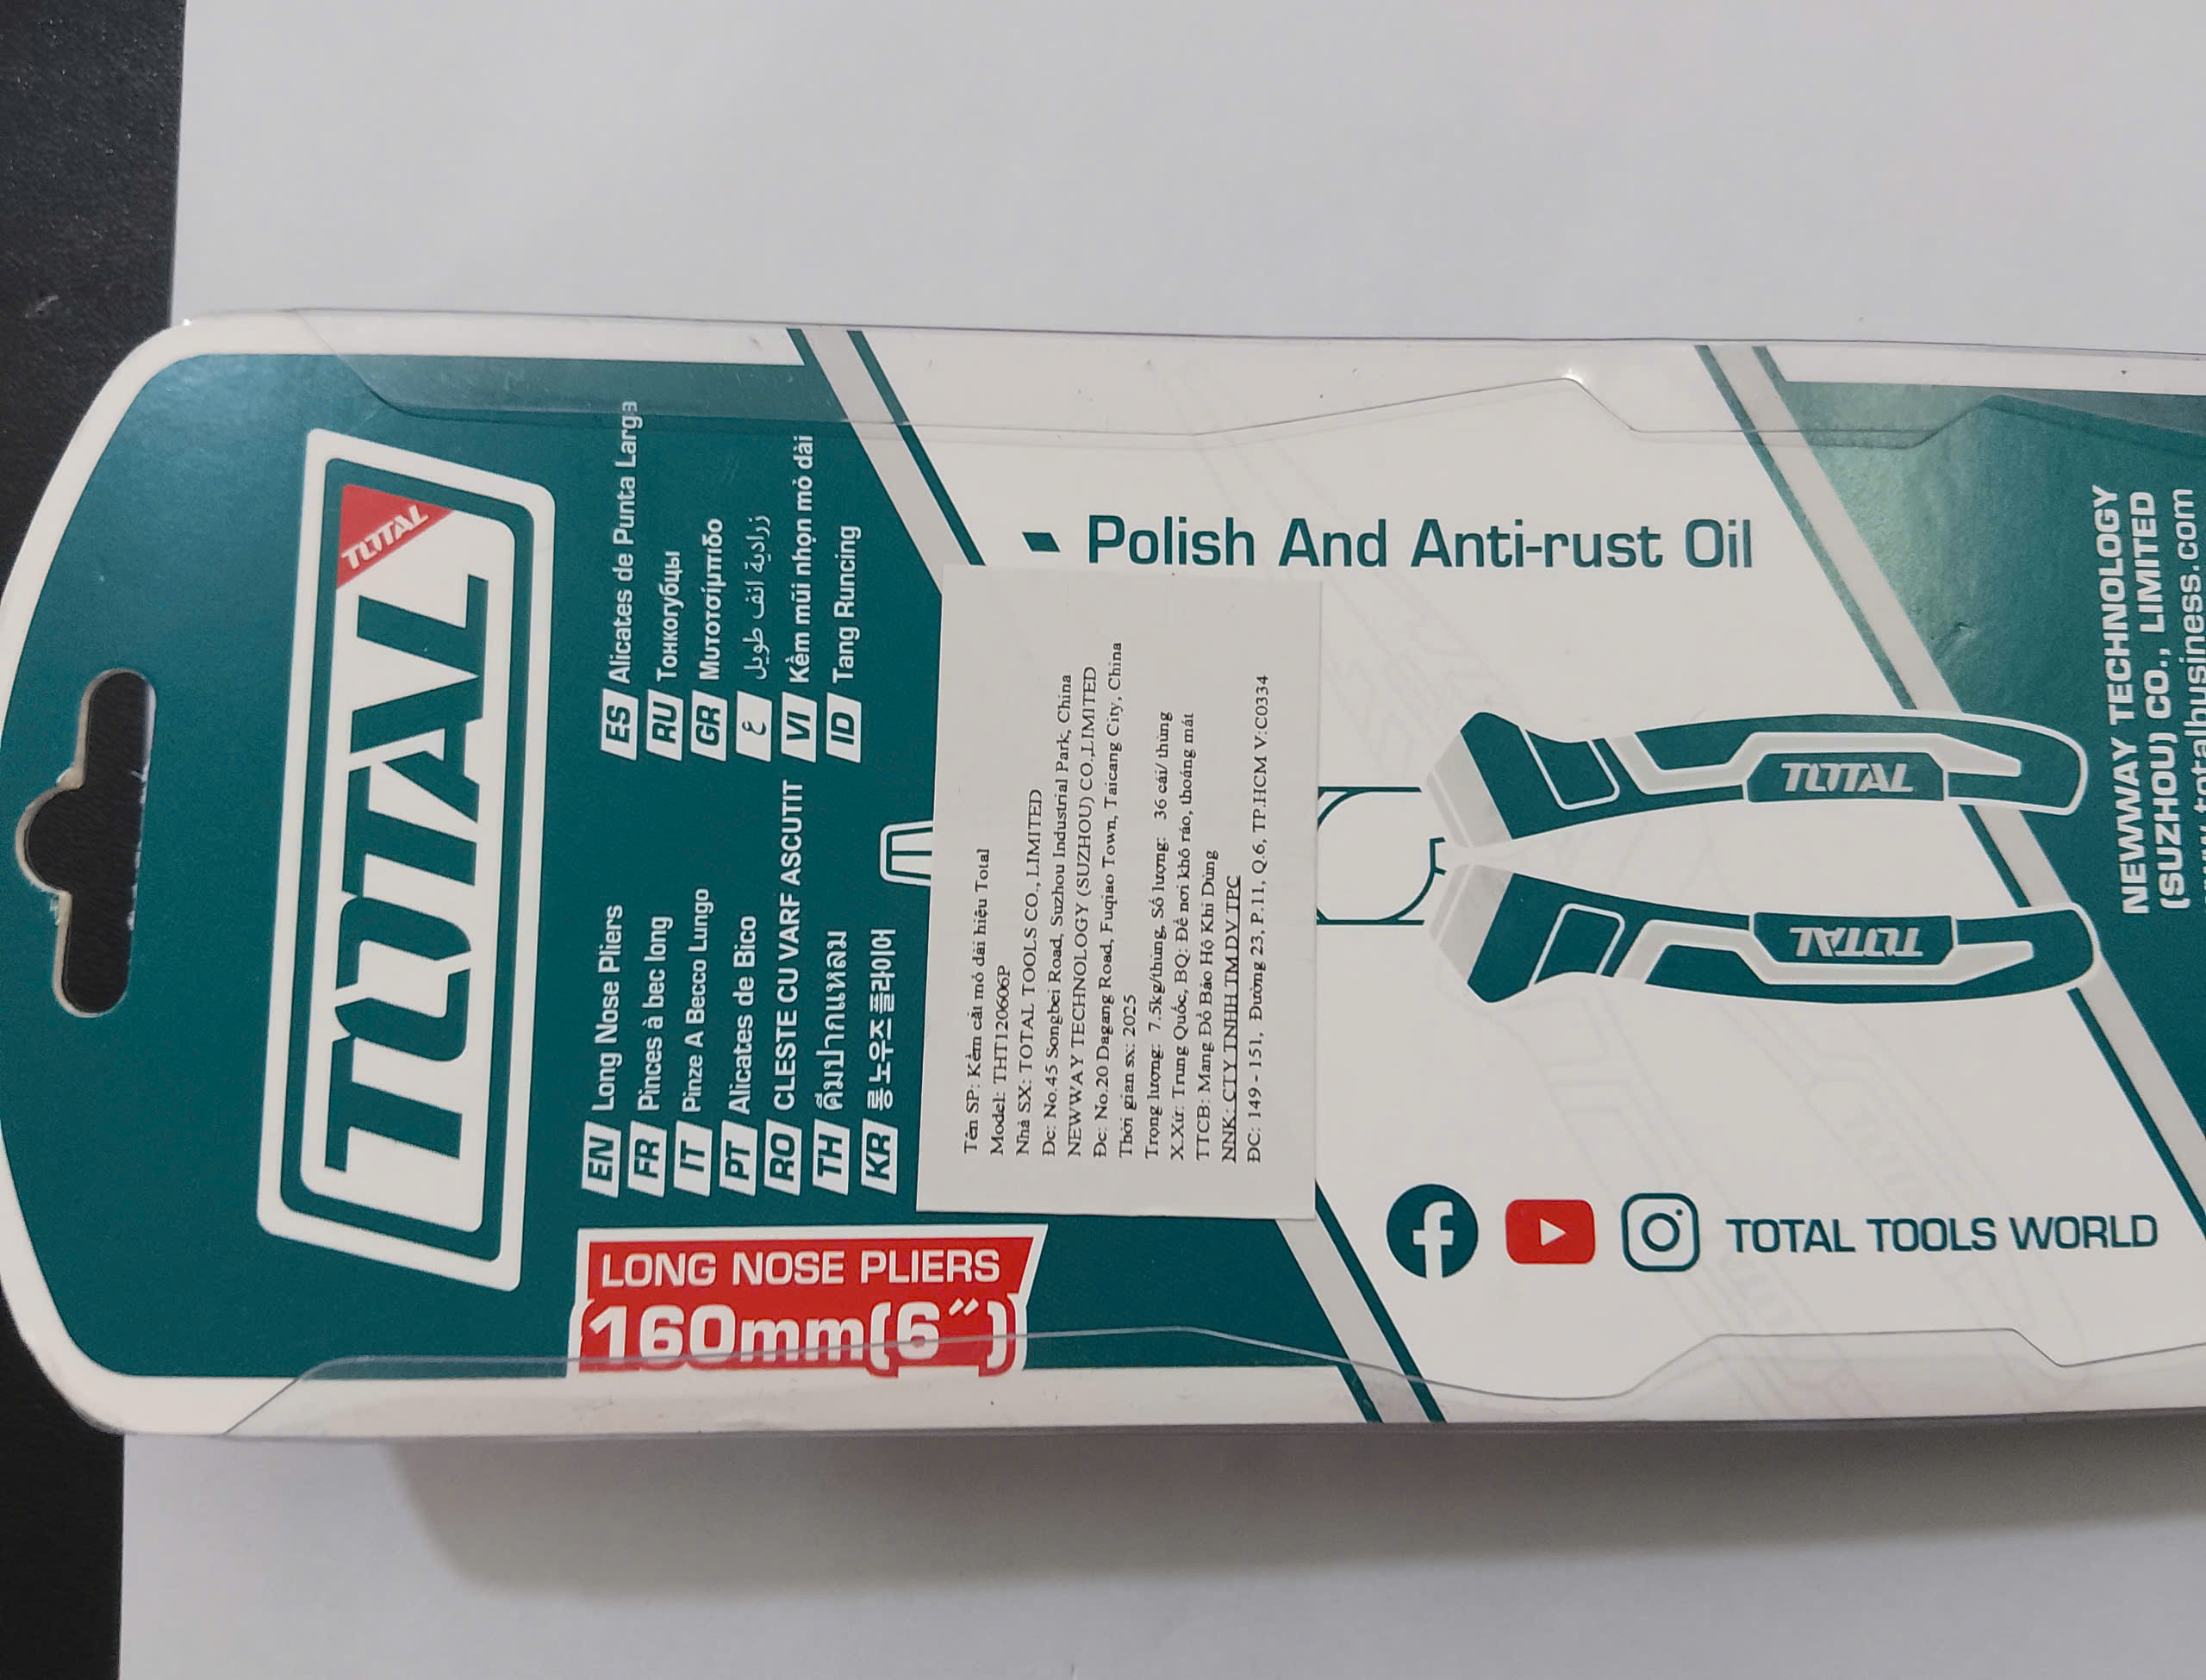 TOTAL
TOTAL
LONG NOSE PLIERS
160mm(6˝)
EN Long Nose Pliers
FR Pinces à bec long
IT Pinze A Becco Lungo
PT Alicates de Bico
RO CLESTE CU VARF ASCUTIT
TH คีมปากแหลม
KR 롱노우즈플라이어
ES Alicates de Punta Larga
RU Тонкогубцы
GR Μυτοτσίμπιδο
ع زرادية انف طويل
VI Kềm mũi nhọn mỏ dài
ID Tang Runcing
Tên SP: Kềm cắt mỏ dài hiệu Total
Model: THT120606P
Nhà SX: TOTAL TOOLS CO., LIMITED
Đc: No.45 Songbei Road, Suzhou Industrial Park, China
NEWWAY TECHNOLOGY (SUZHOU) CO.,LIMITED
Đc: No.20 Dagang Road, Fuqiao Town, Taicang City, China
Thời gian sx: 2025
Trọng lượng: 7.5kg/thùng, Số lượng: 36 cái/ thùng
X.Xứ: Trung Quốc, BQ: Để nơi khô ráo, thoáng mát
TTCB: Mang Đồ Bảo Hộ Khi Dùng
NNK: CTY TNHH TM DV TPC
ĐC: 149 - 151, Đường 23, P.11, Q.6, TP.HCM V:C0334
Polish And Anti-rust Oil
TOTAL
TOTAL
TOTAL TOOLS WORLD
NEWWAY TECHNOLOGY
(SUZHOU) CO., LIMITED
www.totalbusiness.com